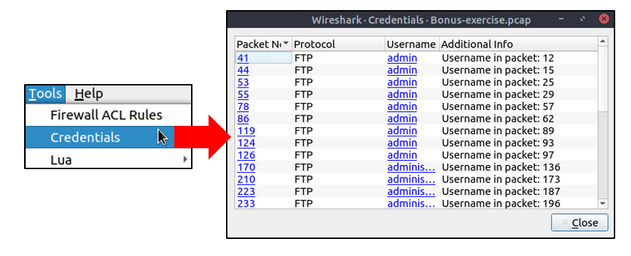 Tools Help
Firewall ACL Rules
Credentials
Lua
Wireshark · Credentials · Bonus-exercise.pcap
Packet No Protocol Username Additional Info
41 FTP admin Username in packet: 12
44 FTP admin Username in packet: 15
53 FTP admin Username in packet: 25
55 FTP admin Username in packet: 29
78 FTP admin Username in packet: 57
86 FTP admin Username in packet: 62
119 FTP admin Username in packet: 89
124 FTP admin Username in packet: 93
126 FTP admin Username in packet: 97
170 FTP adminis... Username in packet: 136
210 FTP adminis... Username in packet: 173
223 FTP adminis... Username in packet: 187
233 FTP adminis... Username in packet: 196
Close